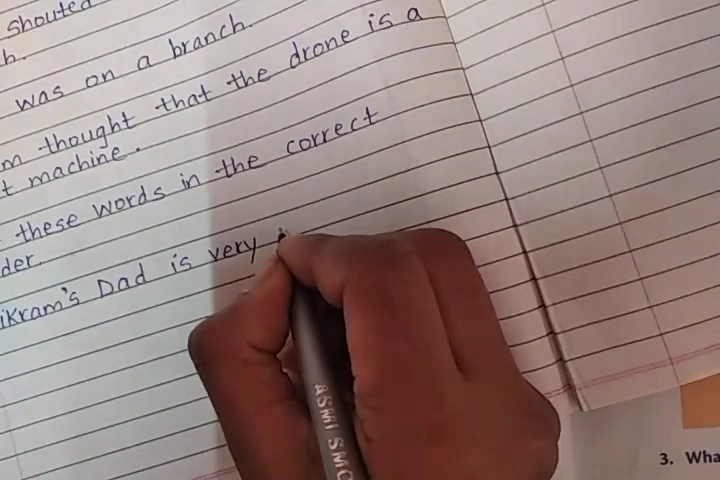 shouted
h.
was on a branch.
m thought that the drone is a
t machine.
these words in the correct
der.
ikram's Dad is very
ASMI SMO
3. Wha